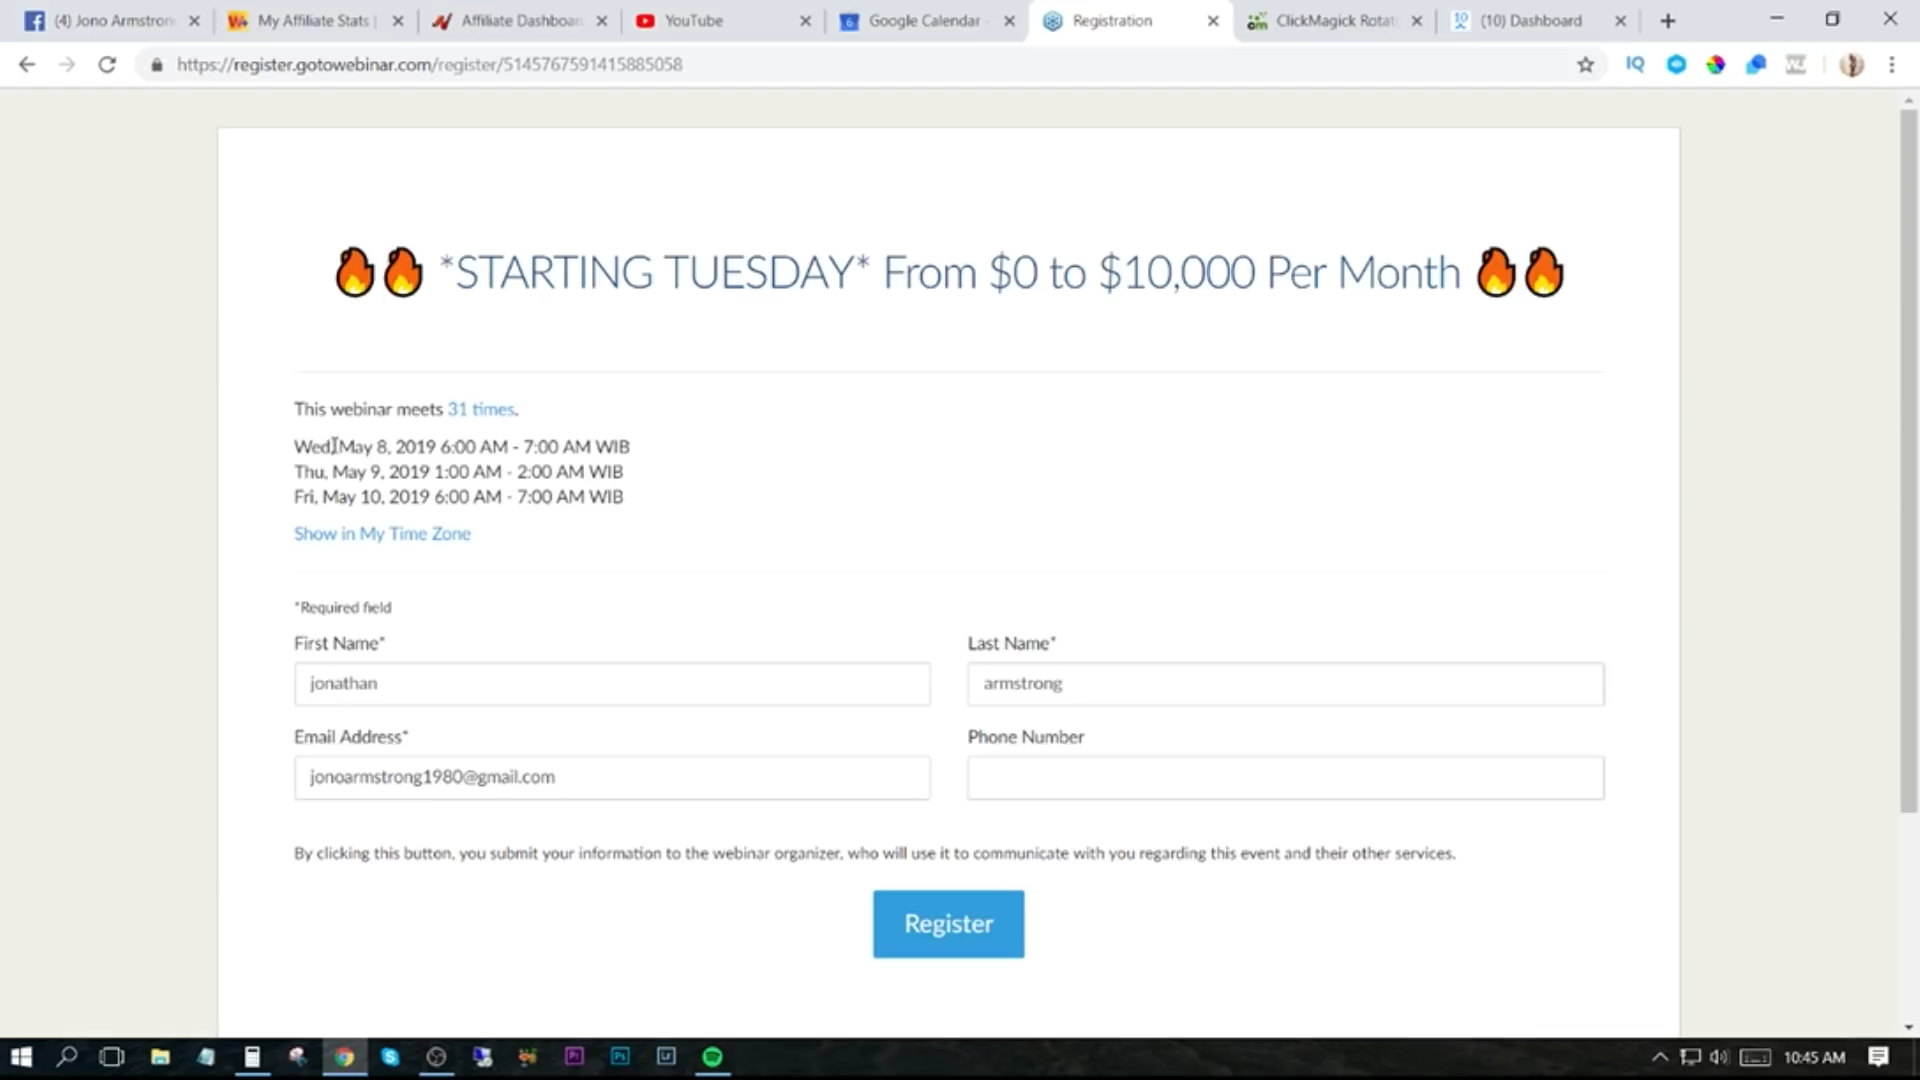 (4) Jono Armstron
My Affiliate Stats |
Affiliate Dashboar
YouTube
Google Calendar -
Registration
ClickMagick Rotat
(10) Dashboard
https://register.gotowebinar.com/register/5145767591415885058
*STARTING TUESDAY* From $0 to $10,000 Per Month
This webinar meets 31 times.
Wed, May 8, 2019 6:00 AM - 7:00 AM WIB
Thu, May 9, 2019 1:00 AM - 2:00 AM WIB
Fri, May 10, 2019 6:00 AM - 7:00 AM WIB
Show in My Time Zone
*Required field
First Name*
Last Name*
jonathan
armstrong
Email Address*
Phone Number
jonoarmstrong1980@gmail.com
By clicking this button, you submit your information to the webinar organizer, who will use it to communicate with you regarding this event and their other services.
Register
10:45 AM